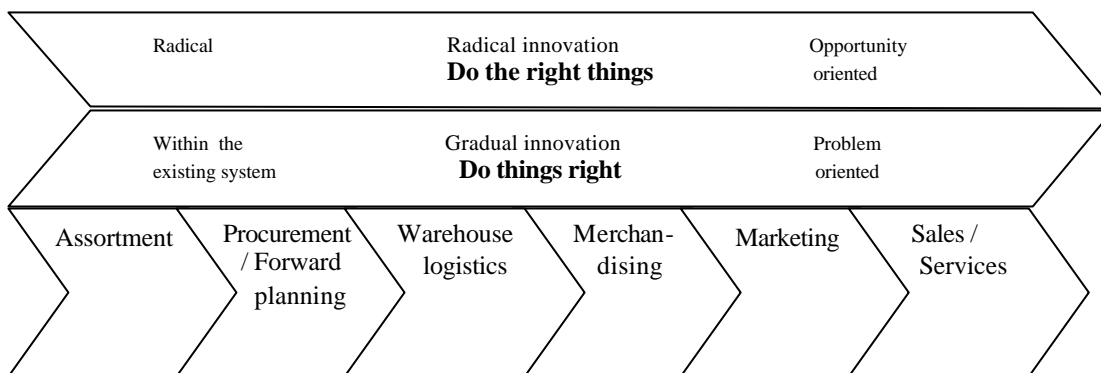 Radical
Radical innovation
Do the right things
Opportunity
oriented
Within the
existing system
Gradual innovation
Do things right
Problem
oriented
Assortment
Procurement
/ Forward
planning
Warehouse
logistics
Merchan-
dising
Marketing
Sales /
Services